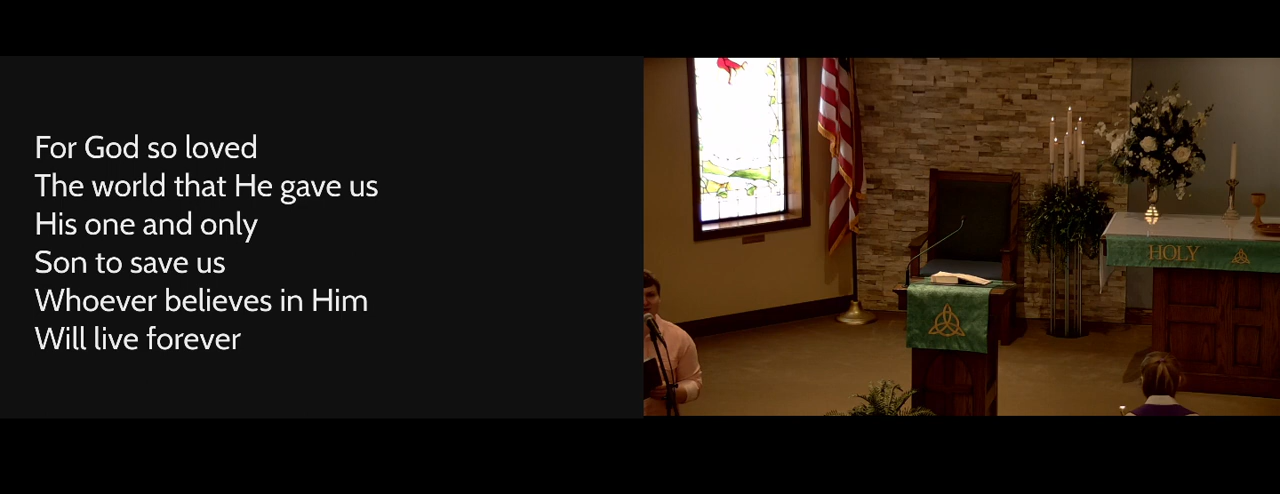 For God so loved
The world that He gave us
His one and only
Son to save us
Whoever believes in Him
Will live forever
HOLY